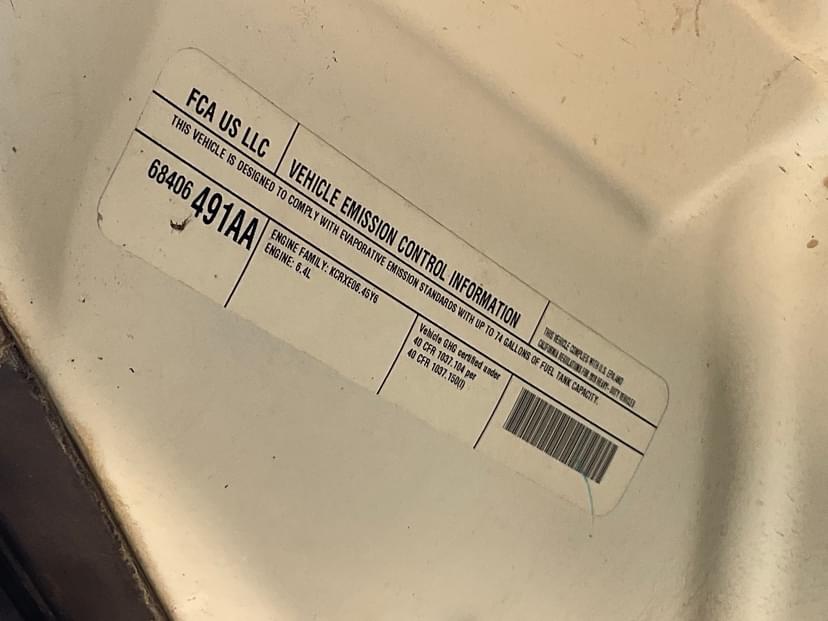 FCA US LLC
VEHICLE EMISSION CONTROL INFORMATION
THIS VEHICLE COMPLIES WITH U.S. EPA AND
CALIFORNIA REGULATIONS FOR 2019 HEAVY- DUTY VEHICLES
THIS VEHICLE IS DESIGNED TO COMPLY WITH EVAPORATIVE EMISSION STANDARDS WITH UP TO 74 GALLONS OF FUEL TANK CAPACITY.
68406 491AA
ENGINE FAMILY: KCRXE06.45Y6
ENGINE: 6.4L
Vehicle GHG certified under
40 CFR 1037.104 per
40 CFR 1037.150(l)